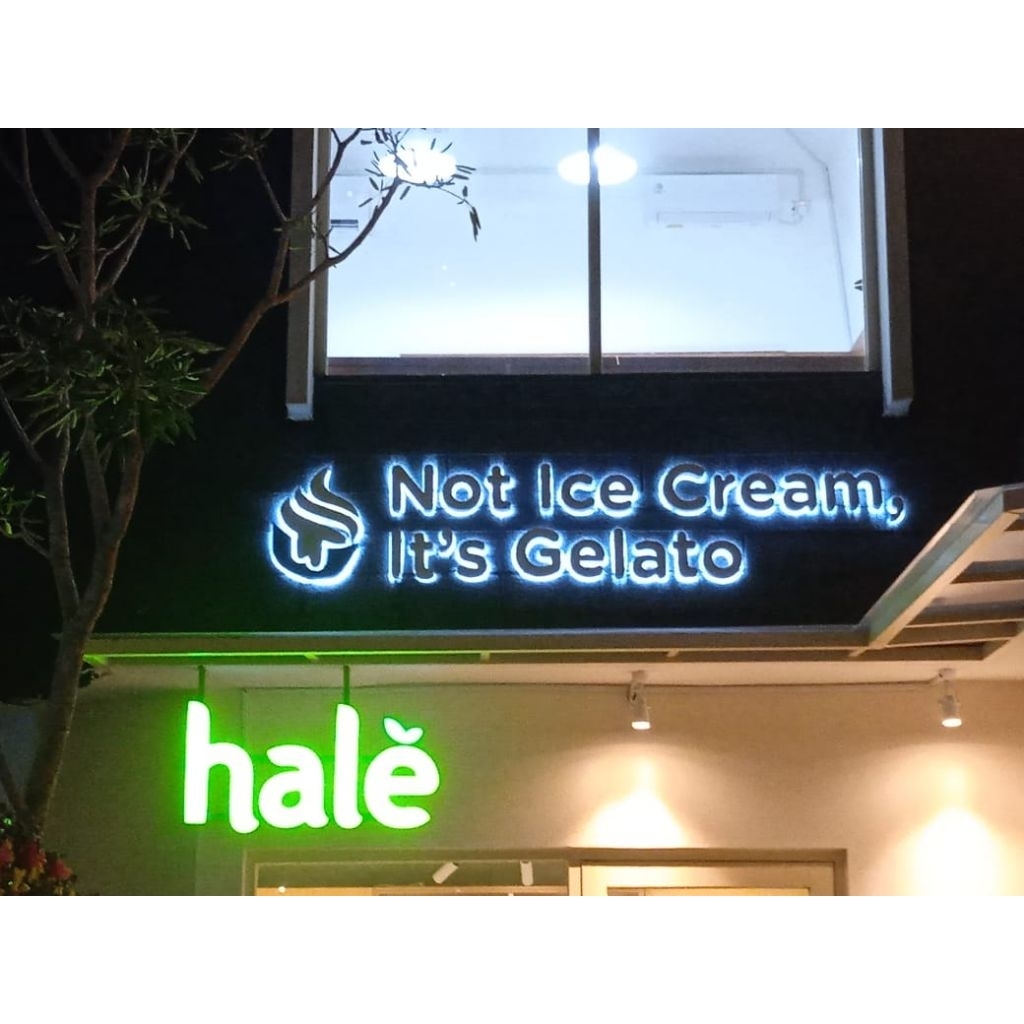 Not Ice Cream,
It's Gelato
halě